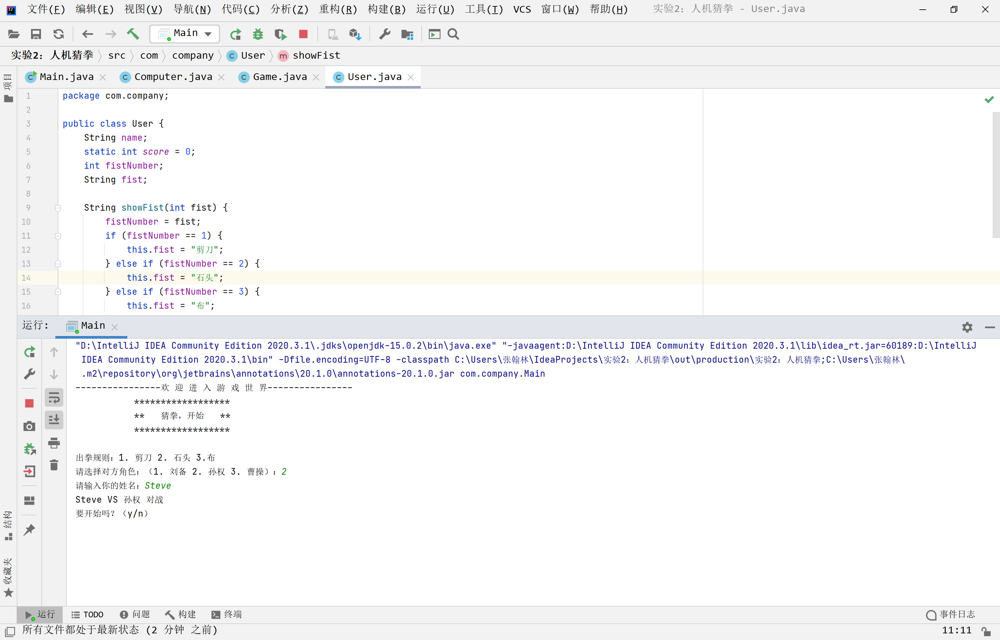 文件(F) 编辑(E) 视图(V) 导航(N) 代码(C) 分析(Z) 重构(R) 构建(B) 运行(U) 工具(T) VCS 窗口(W) 帮助(H) 实验2：人机猜拳 - User.java
Main
实验2：人机猜拳 src com company User showFist
项目
Main.java Computer.java Game.java User.java
1 package com.company;
2
3 public class User {
4 String name;
5 static int score = 0;
6 int fistNumber;
7 String fist;
8
9 String showFist(int fist) {
10 fistNumber = fist;
11 if (fistNumber == 1) {
12 this.fist = "剪刀";
13 } else if (fistNumber == 2) {
14 this.fist = "石头";
15 } else if (fistNumber == 3) {
16 this.fist = "布";
运行: Main
"D:\IntelliJ IDEA Community Edition 2020.3.1\.jdks\openjdk-15.0.2\bin\java.exe" "-javaagent:D:\IntelliJ IDEA Community Edition 2020.3.1\lib\idea_rt.jar=60189:D:\IntelliJ
IDEA Community Edition 2020.3.1\bin" -Dfile.encoding=UTF-8 -classpath C:\Users\张翰林\IdeaProjects\实验2：人机猜拳\out\production\实验2：人机猜拳;C:\Users\张翰林\
.m2\repository\org\jetbrains\annotations\20.1.0\annotations-20.1.0.jar com.company.Main
----------------欢 迎 进 入 游 戏 世 界----------------
******************
** 猜拳，开始 **
******************
出拳规则：1. 剪刀 2. 石头 3.布
请选择对方角色：（1. 刘备 2. 孙权 3. 曹操）：2
请输入你的姓名：Steve
Steve VS 孙权 对战
要开始吗？（y/n）
结构
收藏夹
运行 TODO 问题 构建 终端 事件日志
所有文件都处于最新状态 (2 分钟 之前) 11:11